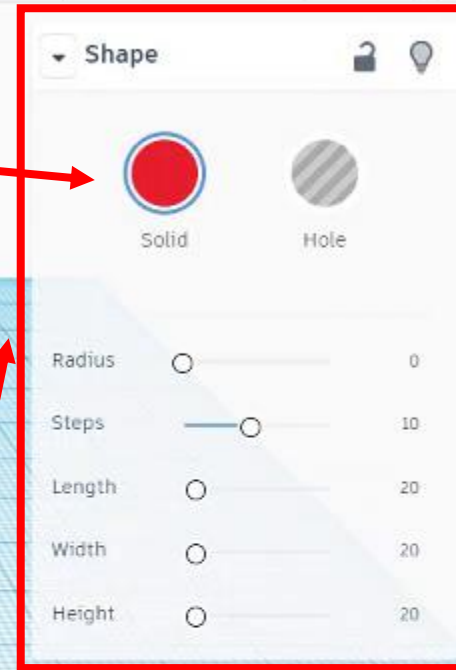 Shape
Solid Hole
Radius 0
Steps 10
Length 20
Width 20
Height 20